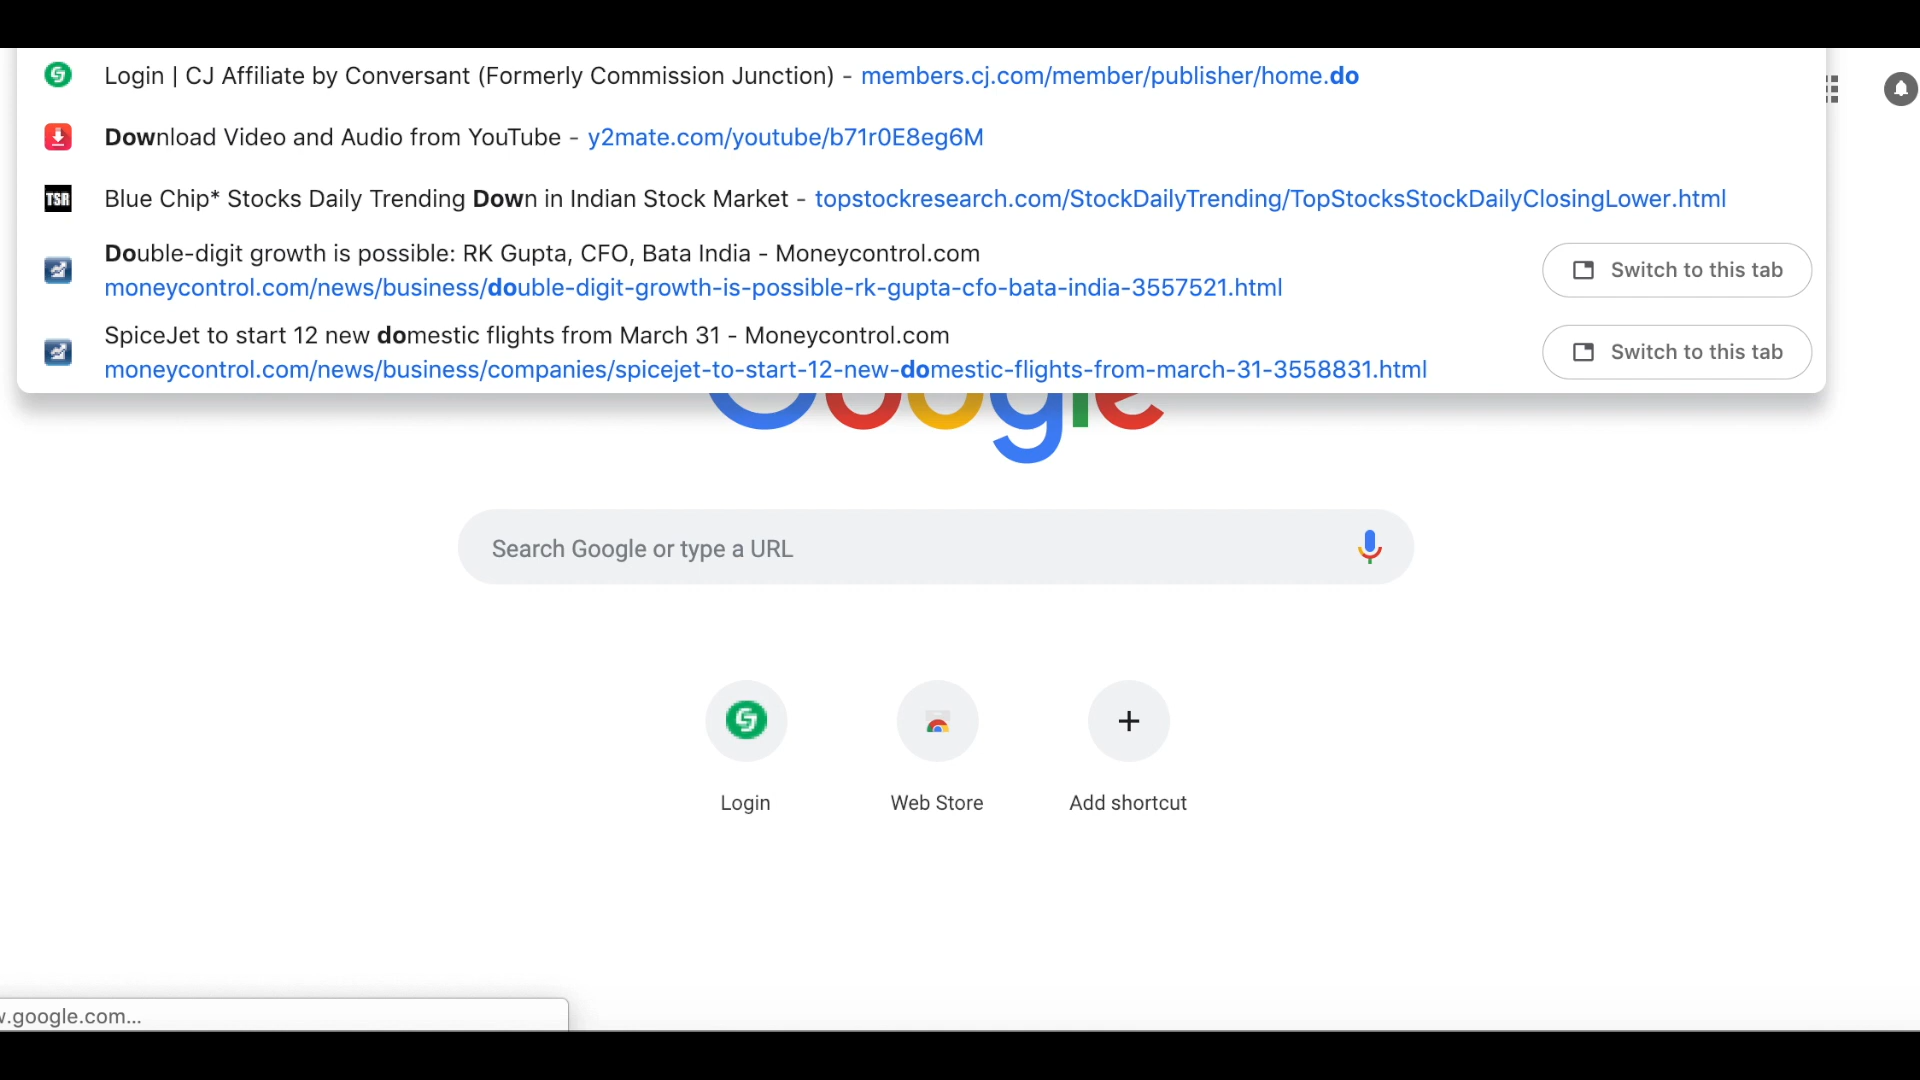 Login | CJ Affiliate by Conversant (Formerly Commission Junction) - members.cj.com/member/publisher/home.do
Download Video and Audio from YouTube - y2mate.com/youtube/b71r0E8eg6M
TSR Blue Chip* Stocks Daily Trending Down in Indian Stock Market - topstockresearch.com/StockDailyTrending/TopStocksStockDailyClosingLower.html
Double-digit growth is possible: RK Gupta, CFO, Bata India - Moneycontrol.com
moneycontrol.com/news/business/double-digit-growth-is-possible-rk-gupta-cfo-bata-india-3557521.html
Switch to this tab
SpiceJet to start 12 new domestic flights from March 31 - Moneycontrol.com
moneycontrol.com/news/business/companies/spicejet-to-start-12-new-domestic-flights-from-march-31-3558831.html
Switch to this tab
Google
Search Google or type a URL
Login
Web Store
Add shortcut
w.google.com...